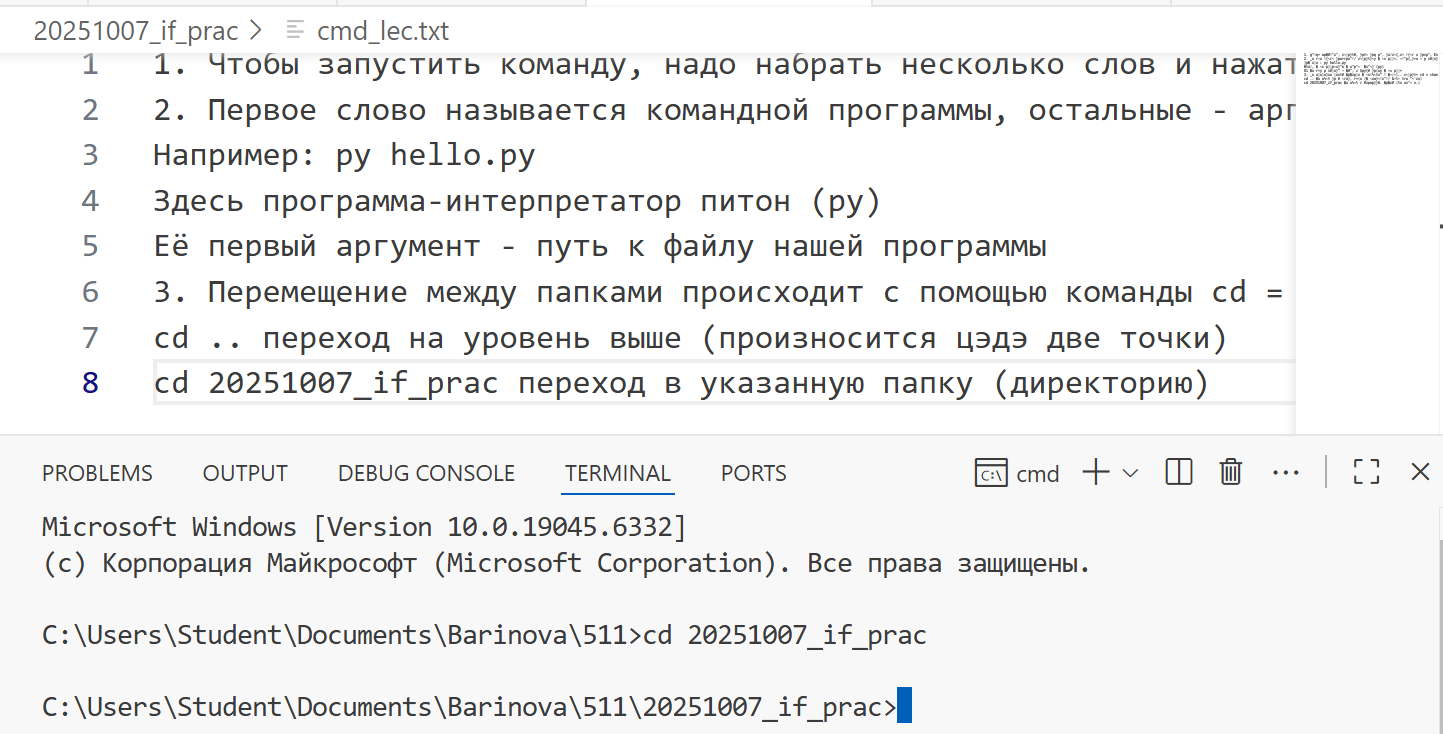 20251007_if_prac > cmd_lec.txt
1 1. Чтобы запустить команду, надо набрать несколько слов и нажат
2 2. Первое слово называется командной программы, остальные - арг
3 Например: py hello.py
4 Здесь программа-интерпретатор питон (py)
5 Её первый аргумент - путь к файлу нашей программы
6 3. Перемещение между папками происходит с помощью команды cd =
7 cd .. переход на уровень выше (произносится цэдэ две точки)
8 cd 20251007_if_prac переход в указанную папку (директорию)
PROBLEMS OUTPUT DEBUG CONSOLE TERMINAL PORTS cmd
Microsoft Windows [Version 10.0.19045.6332]
(c) Корпорация Майкрософт (Microsoft Corporation). Все права защищены.
C:\Users\Student\Documents\Barinova\511>cd 20251007_if_prac
C:\Users\Student\Documents\Barinova\511\20251007_if_prac>